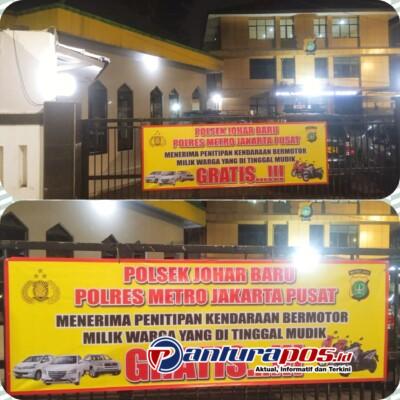 POLSEK JOHAR BARU
POLRES METRO JAKARTA PUSAT
MENERIMA PENITIPAN KENDARAAN BERMOTOR
MILIK WARGA YANG DI TINGGAL MUDIK
GRATIS...!!!
POLSEK JOHAR BARU
POLRES METRO JAKARTA PUSAT
MENERIMA PENITIPAN KENDARAAN BERMOTOR
MILIK WARGA YANG DI TINGGAL MUDIK
GRATIS...!!!
Panturapos.id
Aktual, Informatif dan Terkini